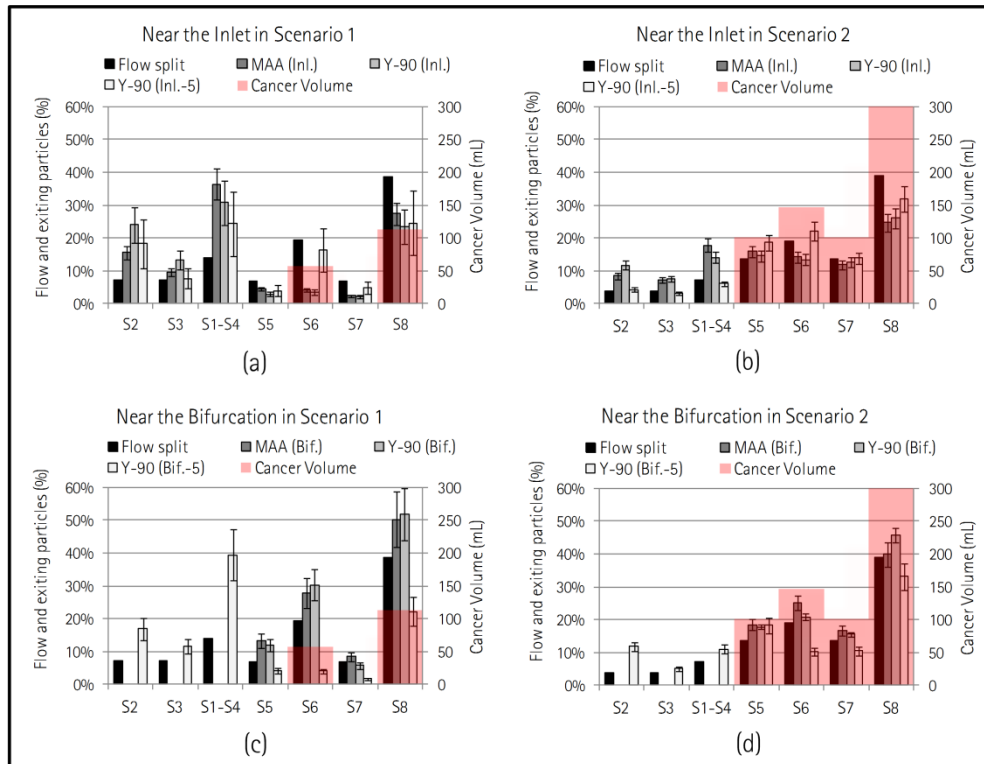 Near the Inlet in Scenario 1
Flow split MAA (Inl.) Y-90 (Inl.)
Y-90 (Inl.-5) Cancer Volume
Flow and exiting particles (%)
60%
50%
40%
30%
20%
10%
0%
300
250
200
150
100
50
0
Cancer Volume (mL)
S2 S3 S1-S4 S5 S6 S7 S8
(a)
Near the Inlet in Scenario 2
Flow split MAA (Inl.) Y-90 (Inl.)
Y-90 (Inl.-5) Cancer Volume
Flow and exiting particles (%)
60%
50%
40%
30%
20%
10%
0%
300
250
200
150
100
50
0
Cancer Volume (mL)
S2 S3 S1-S4 S5 S6 S7 S8
(b)
Near the Bifurcation in Scenario 1
Flow split MAA (Bif.) Y-90 (Bif.)
Y-90 (Bif.-5) Cancer Volume
Flow and exiting particles (%)
60%
50%
40%
30%
20%
10%
0%
300
250
200
150
100
50
0
Cancer Volume (mL)
S2 S3 S1-S4 S5 S6 S7 S8
(c)
Near the Bifurcation in Scenario 2
Flow split MAA (Bif.) Y-90 (Bif.)
Y-90 (Bif.-5) Cancer Volume
Flow and exiting particles (%)
60%
50%
40%
30%
20%
10%
0%
300
250
200
150
100
50
0
Cancer Volume (mL)
S2 S3 S1-S4 S5 S6 S7 S8
(d)